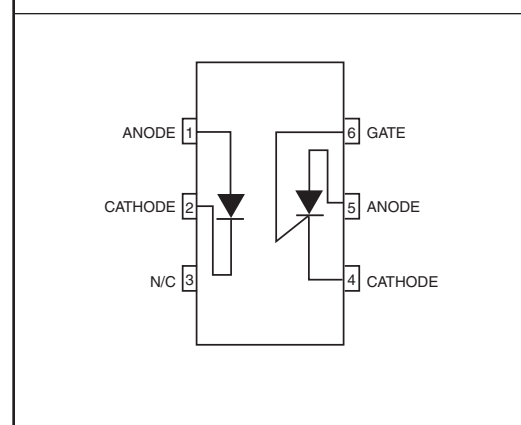 ANODE 1
6 GATE
CATHODE 2
5 ANODE
N/C 3
4 CATHODE